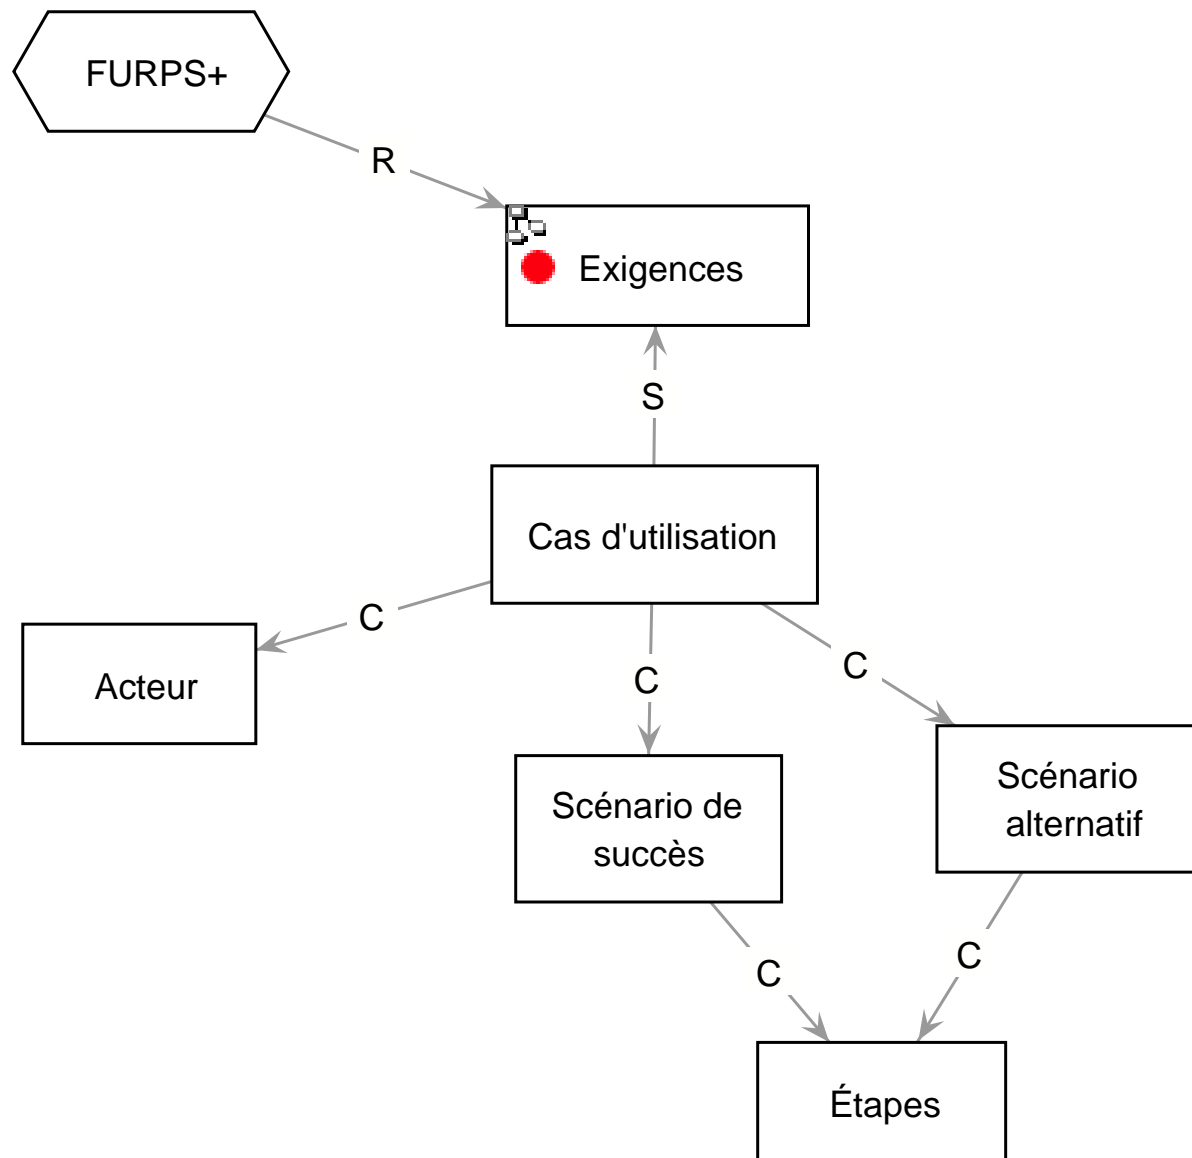 FURPS+
R
Exigences
S
Cas d'utilisation
C
Acteur
C
C
Scénario de
succès
Scénario
alternatif
C
C
Étapes